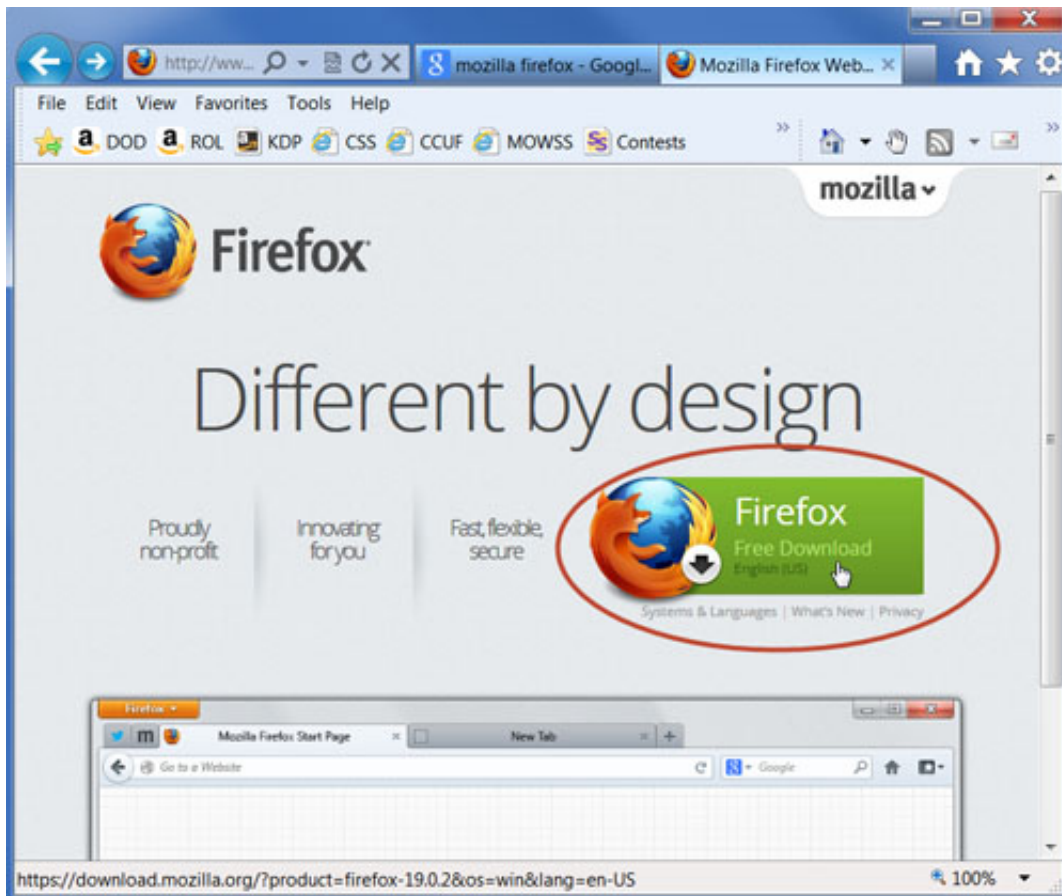 http://ww...
mozilla firefox - Googl...
Mozilla Firefox Web...
File Edit View Favorites Tools Help
DOD ROL KDP CSS CCUF MOWSS Contests
mozilla
Firefox
Different by design
Proudly
non-profit
Innovating
for you
Fast, flexible,
secure
Firefox
Free Download
English (US)
Systems & Languages | What's New | Privacy
Firefox
m Mozilla Firefox Start Page New Tab
Go to a Website
Google
https://download.mozilla.org/?product=firefox-19.0.2&os=win&lang=en-US
100%